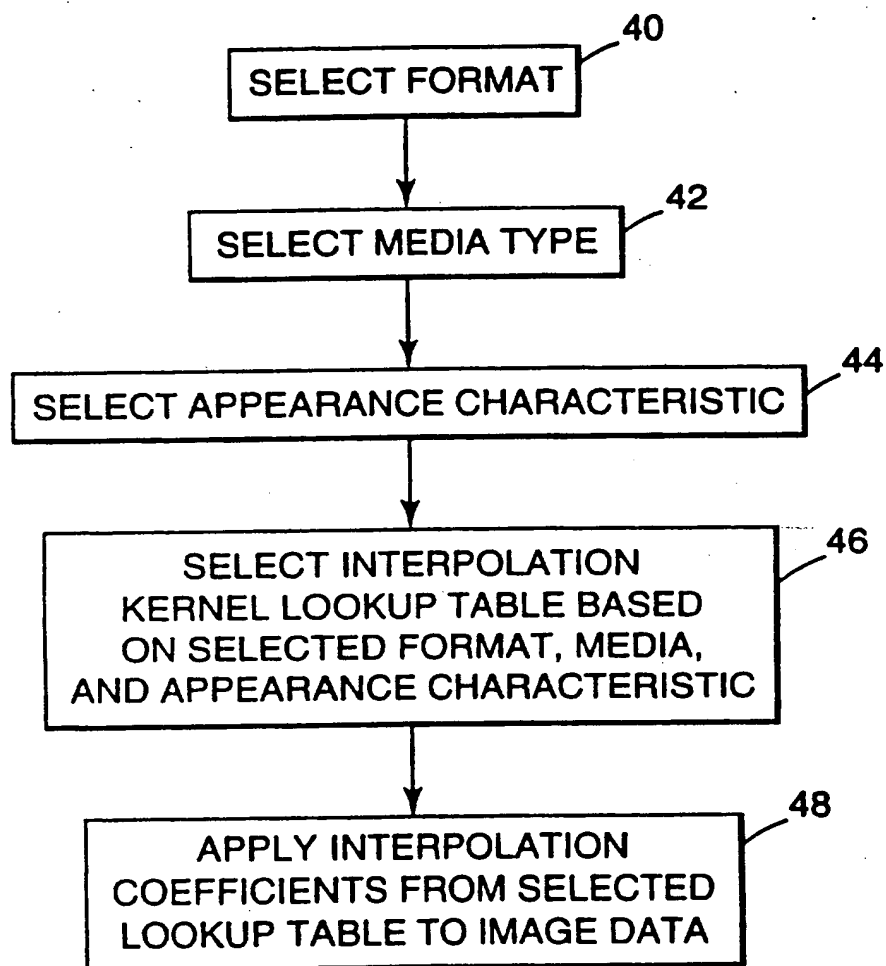 40
SELECT FORMAT
42
SELECT MEDIA TYPE
44
SELECT APPEARANCE CHARACTERISTIC
46
SELECT INTERPOLATION
KERNEL LOOKUP TABLE BASED
ON SELECTED FORMAT, MEDIA,
AND APPEARANCE CHARACTERISTIC
48
APPLY INTERPOLATION
COEFFICIENTS FROM SELECTED
LOOKUP TABLE TO IMAGE DATA